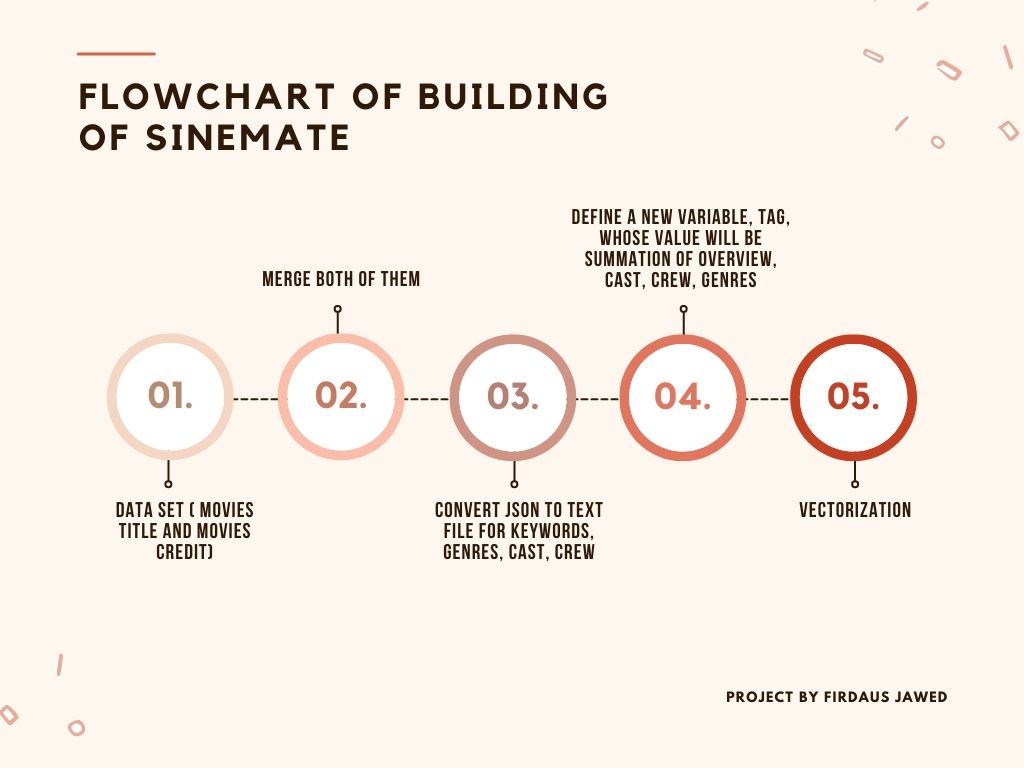 FLOWCHART OF BUILDING
OF SINEMATE
DEFINE A NEW VARIABLE, TAG,
WHOSE VALUE WILL BE
SUMMATION OF OVERVIEW,
CAST, CREW, GENRES
MERGE BOTH OF THEM
01.
02.
03.
04.
05.
DATA SET ( MOVIES
TITLE AND MOVIES
CREDIT)
CONVERT JSON TO TEXT
FILE FOR KEYWORDS,
GENRES, CAST, CREW
VECTORIZATION
PROJECT BY FIRDAUS JAWED